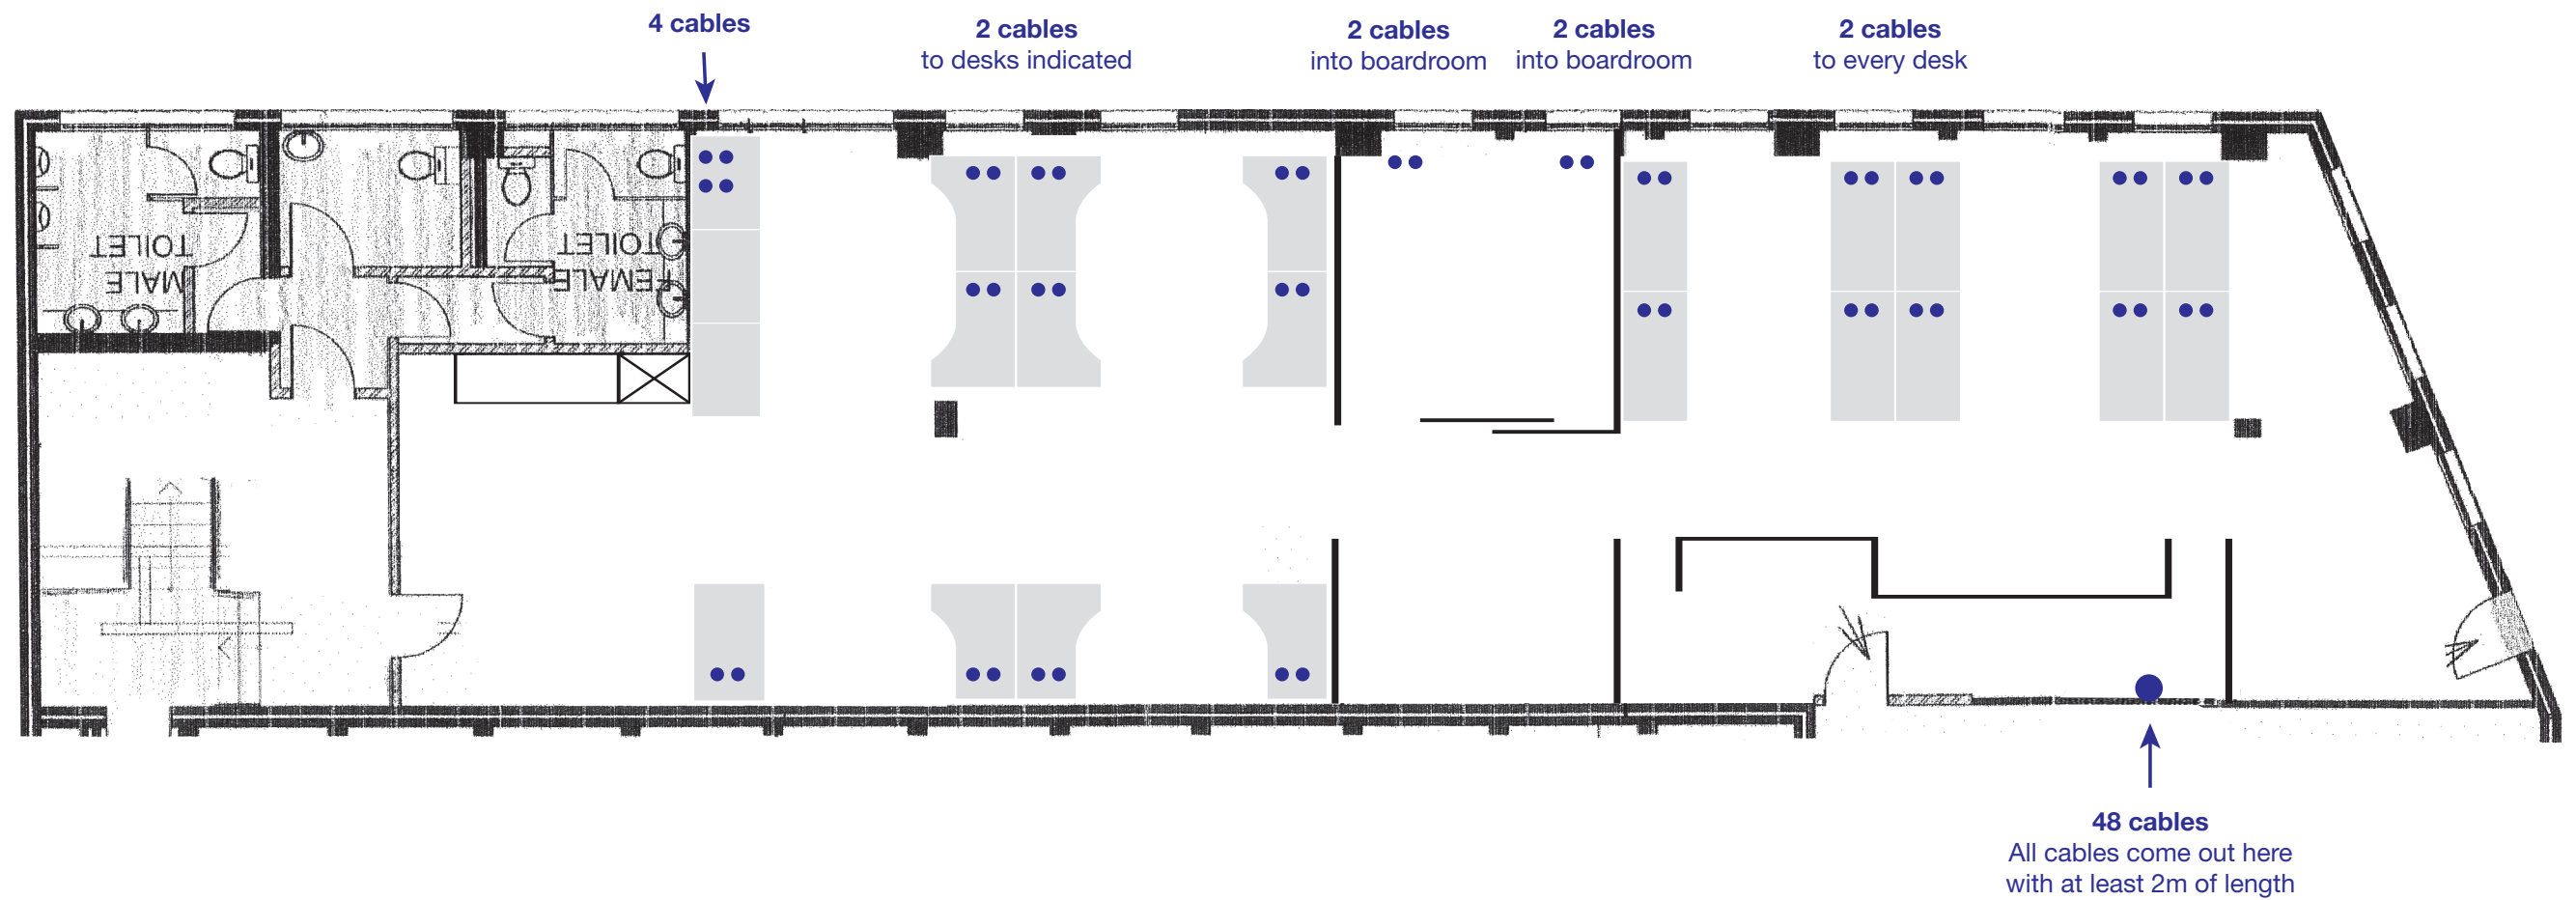 4 cables
2 cables
to desks indicated
2 cables
into boardroom
2 cables
into boardroom
2 cables
to every desk
MALE
TOILET
FEMALE
TOILET
48 cables
All cables come out here
with at least 2m of length